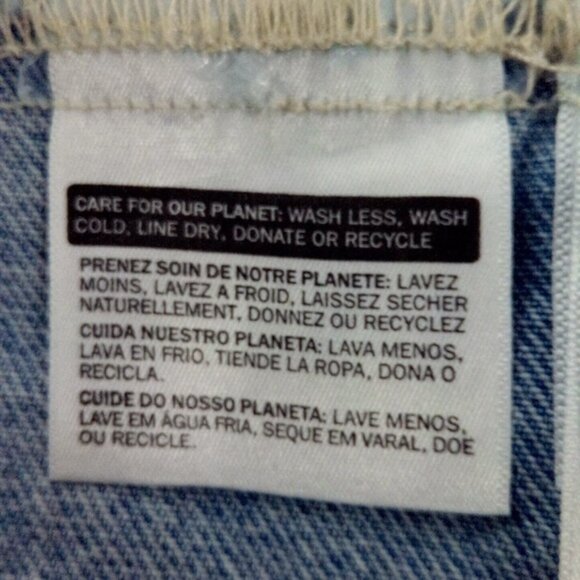 CARE FOR OUR PLANET: WASH LESS, WASH
COLD, LINE DRY, DONATE OR RECYCLE
PRENEZ SOIN DE NOTRE PLANETE: LAVEZ
MOINS, LAVEZ A FROID, LAISSEZ SECHER
NATURELLEMENT, DONNEZ OU RECYCLEZ
CUIDA NUESTRO PLANETA: LAVA MENOS,
LAVA EN FRIO, TIENDE LA ROPA, DONA O
RECICLA.
CUIDE DO NOSSO PLANETA: LAVE MENOS,
LAVE EM ÁGUA FRIA, SEQUE EM VARAL, DOE
OU RECICLE.